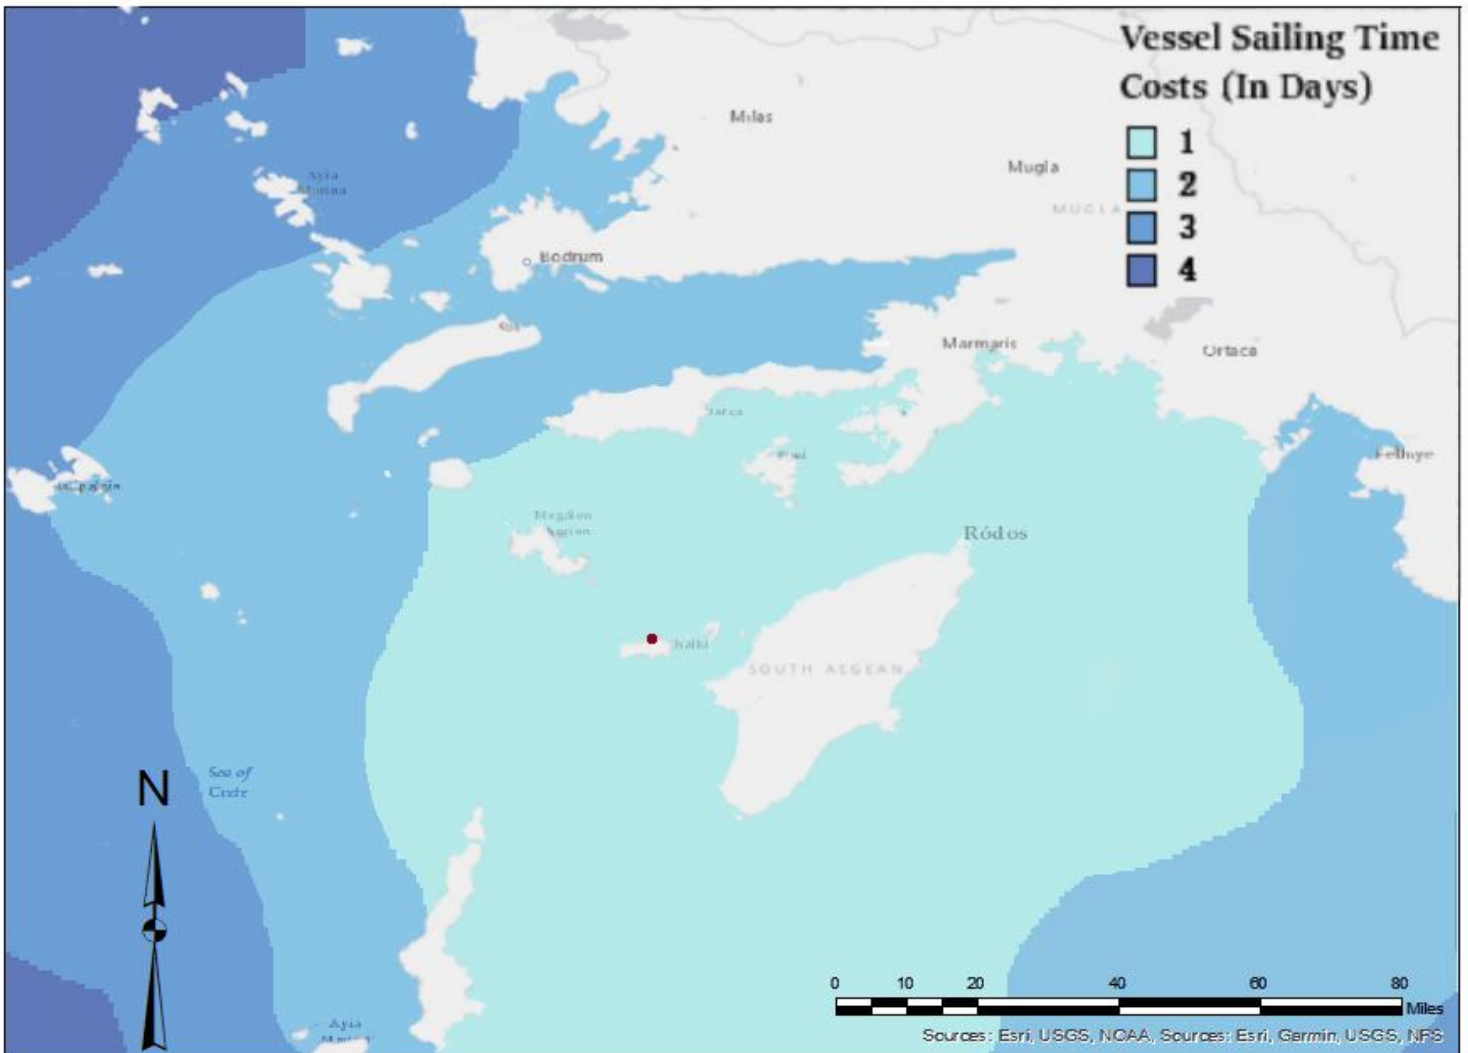 Vessel Sailing Time
Costs (In Days)
1
2
3
4
Milas
Mugla
MUGLA
Bodrum
Marmaris
Ortaca
Ródos
SOUTH AEGEAN
Sea of
Crete
N
0 10 20 40 60 80
Miles
Sources: Esri, USGS, NOAA, Sources: Esri, Garmin, USGS, NPS